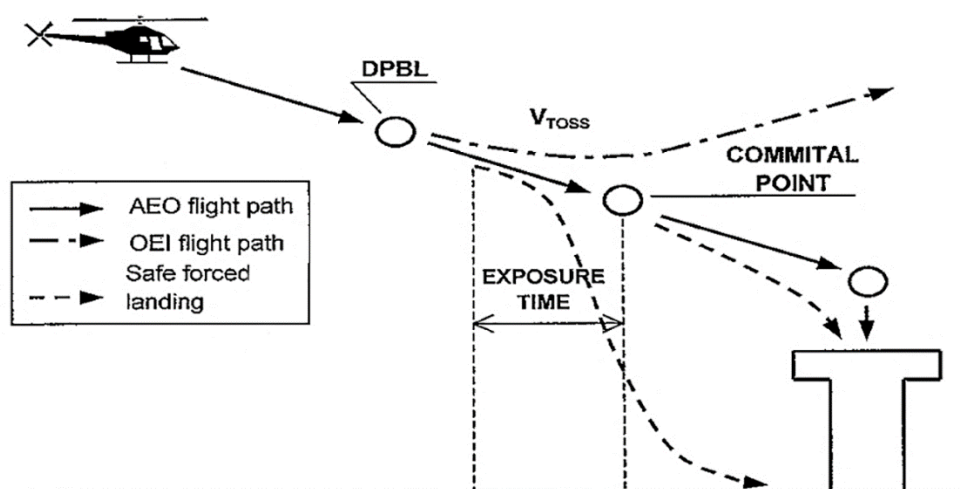 DPBL
VTOSS
COMMITAL
POINT
AEO flight path
OEI flight path
Safe forced
landing
EXPOSURE
TIME